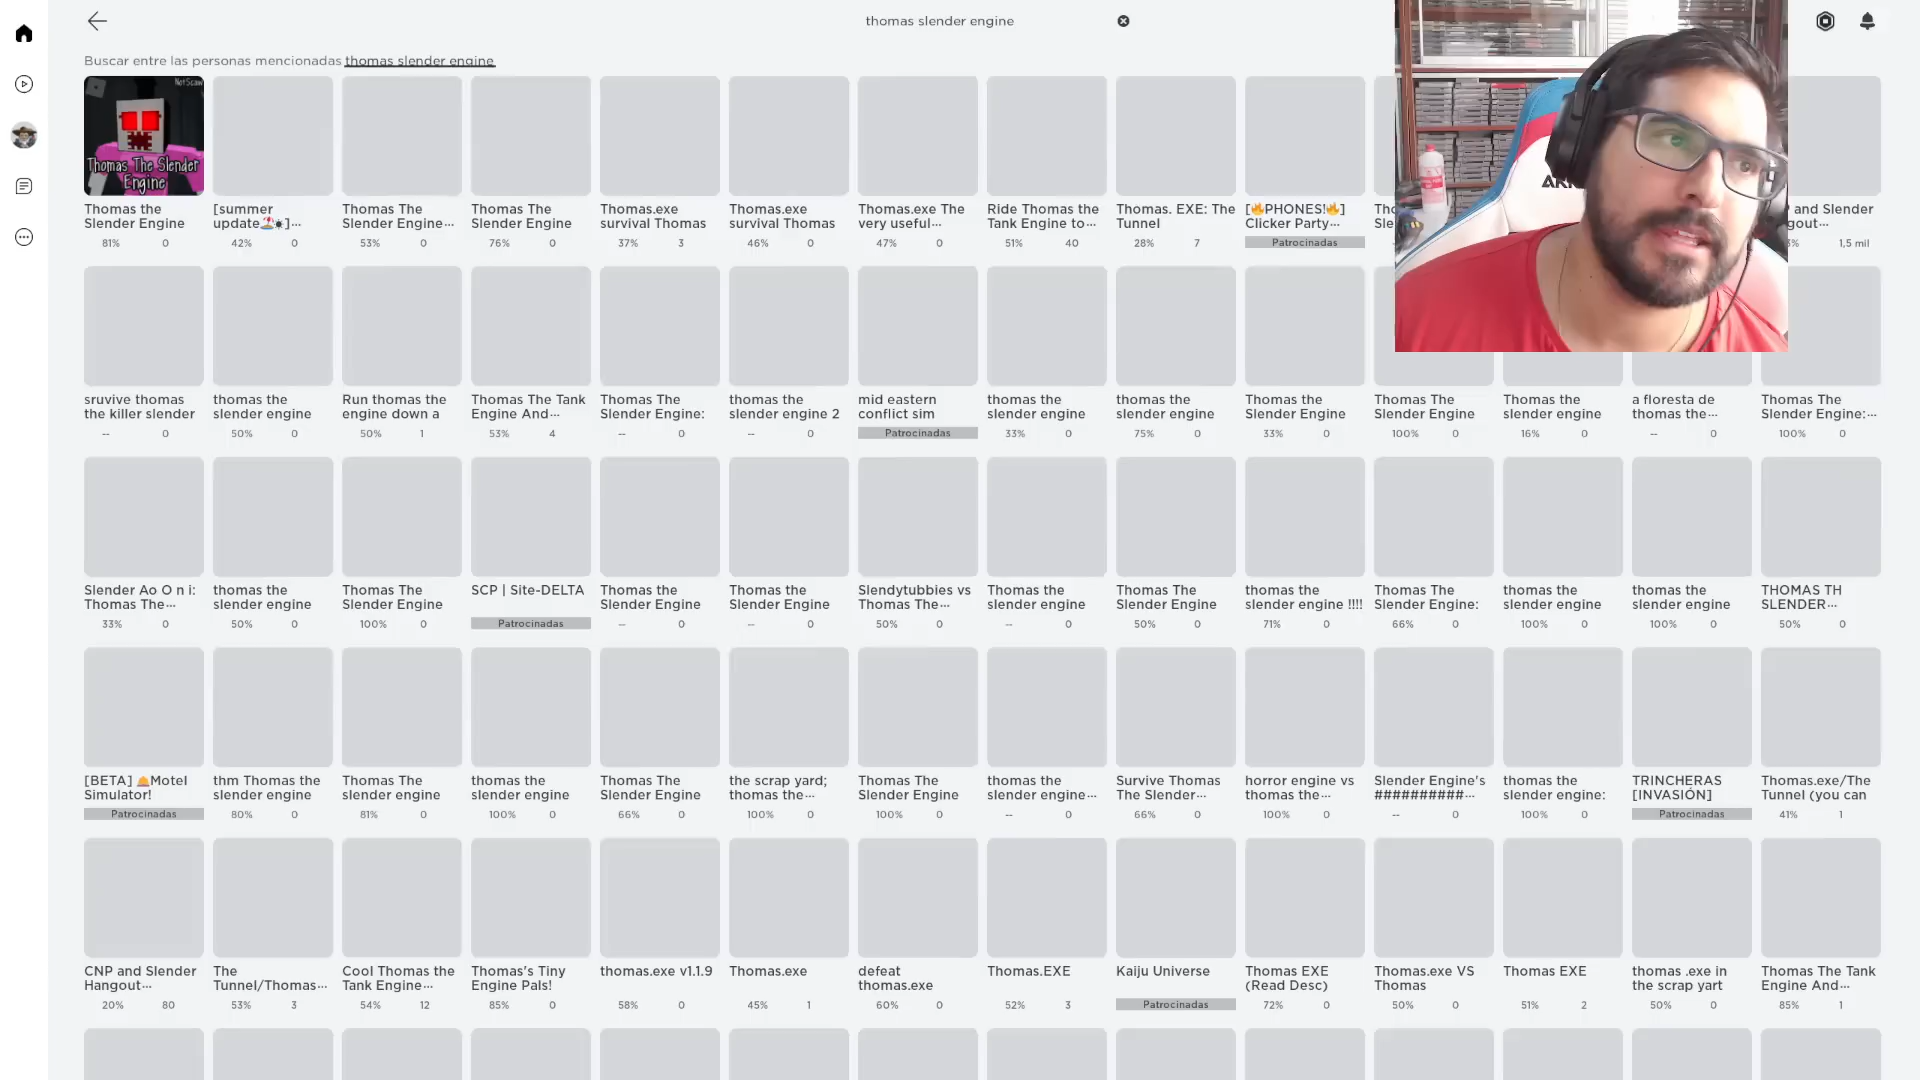 thomas slender engine
Buscar entre las personas mencionadas thomas slender engine
NotScaw
Thomas The Slender
Engine
Thomas the
Slender Engine
81% 0
[summer
update🏖️☀️]...
42% 0
Thomas The
Slender Engine...
53% 0
Thomas The
Slender Engine
76% 0
Thomas.exe
survival Thomas
37% 3
Thomas.exe
survival Thomas
46% 0
Thomas.exe The
very useful...
47% 0
Ride Thomas the
Tank Engine to...
51% 40
Thomas. EXE: The
Tunnel
28% 7
[🔥PHONES!🔥]
Clicker Party...
Patrocinadas
and Slender
1,5 mil
sruvive thomas
the killer slender
-- 0
thomas the
slender engine
50% 0
Run thomas the
engine down a
50% 1
Thomas The Tank
Engine And...
53% 4
Thomas The
Slender Engine:
-- 0
thomas the
slender engine 2
-- 0
mid eastern
conflict sim
Patrocinadas
thomas the
slender engine
33% 0
thomas the
slender engine
75% 0
Thomas the
Slender Engine
33% 0
Thomas The
Slender Engine
100% 0
thomas the
slender engine
16% 0
a floresta de
thomas the...
-- 0
Thomas The
Slender Engine:...
100% 0
Slender Ao O n i:
Thomas The...
33% 0
thomas the
slender engine
50% 0
Thomas The
Slender Engine
100% 0
SCP | Site-DELTA
Patrocinadas
Thomas the
Slender Engine
-- 0
Thomas the
Slender Engine
-- 0
Slendytubbies vs
Thomas The...
50% 0
Thomas the
slender engine
-- 0
Thomas The
Slender Engine
50% 0
thomas the
slender engine !!!!
71% 0
Thomas The
Slender Engine:
66% 0
thomas the
slender engine
100% 0
thomas the
slender engine
100% 0
THOMAS TH
SLENDER...
50% 0
[BETA] 🛎️Motel
Simulator!
Patrocinadas
thm Thomas the
slender engine
80% 0
Thomas The
slender engine
81% 0
thomas the
slender engine
100% 0
Thomas The
Slender Engine
66% 0
the scrap yard;
thomas the...
100% 0
Thomas The
Slender Engine
100% 0
thomas the
slender engine...
-- 0
Survive Thomas
The Slender...
66% 0
horror engine vs
thomas the...
100% 0
Slender Engine's
##########...
-- 0
thomas the
slender engine:
100% 0
TRINCHERAS
[INVASIÓN]
Patrocinadas
Thomas.exe/The
Tunnel (you can
41% 1
CNP and Slender
Hangout...
20% 80
The
Tunnel/Thomas...
53% 3
Cool Thomas the
Tank Engine...
54% 12
Thomas's Tiny
Engine Pals!
85% 0
thomas.exe v1.1.9
58% 0
Thomas.exe
45% 1
defeat
thomas.exe
60% 0
Thomas.EXE
52% 3
Kaiju Universe
Patrocinadas
Thomas EXE
(Read Desc)
72% 0
Thomas.exe VS
Thomas
50% 0
Thomas EXE
51% 2
thomas .exe in
the scrap yart
50% 0
Thomas The Tank
Engine And...
85% 1